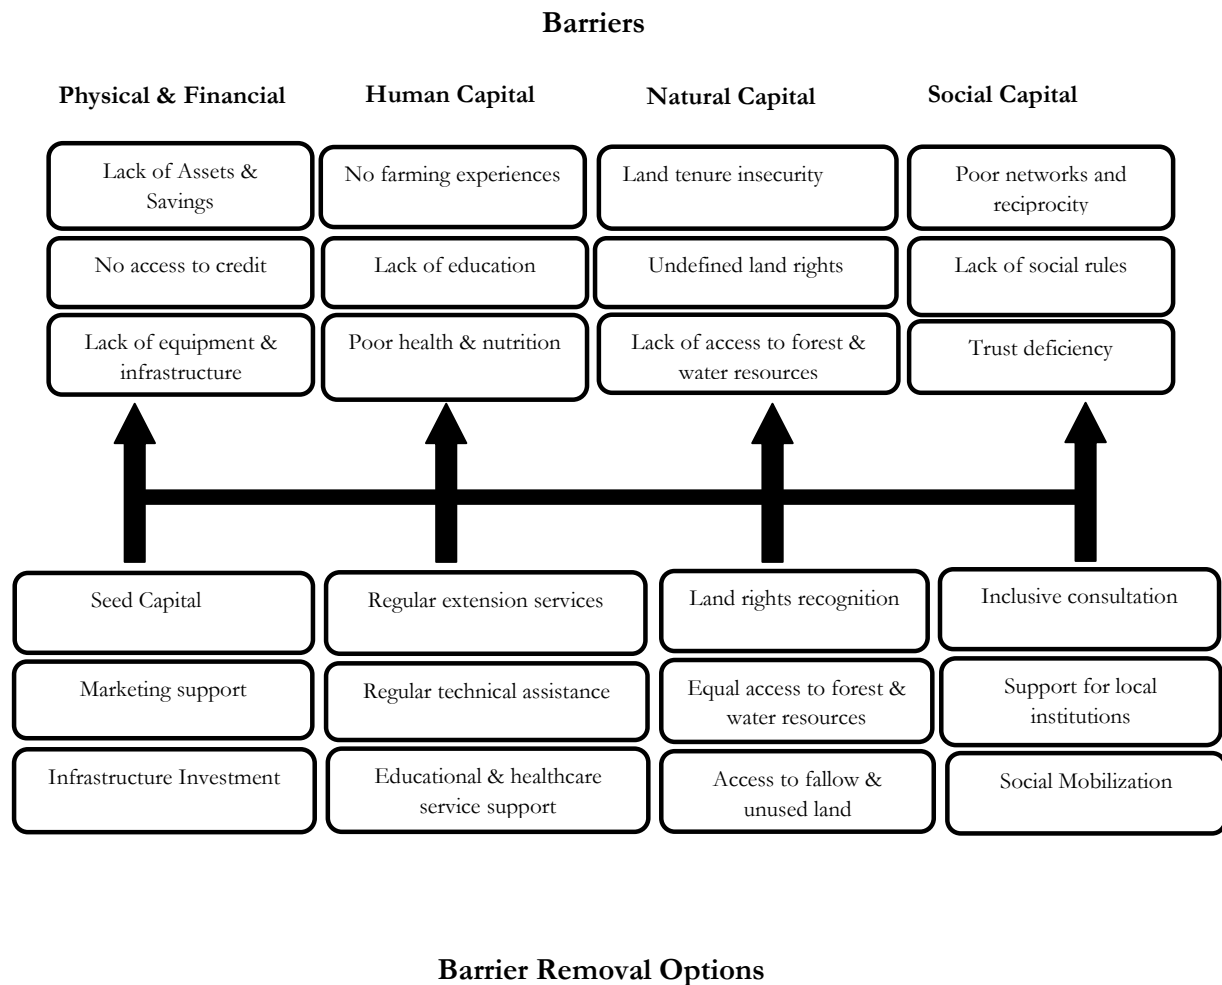 Barriers
Physical & Financial
Human Capital
Natural Capital
Social Capital
Lack of Assets &
Savings
No farming experiences
Land tenure insecurity
Poor networks and
reciprocity
No access to credit
Lack of education
Undefined land rights
Lack of social rules
Lack of equipment &
infrastructure
Poor health & nutrition
Lack of access to forest &
water resources
Trust deficiency
Seed Capital
Regular extension services
Land rights recognition
Inclusive consultation
Marketing support
Regular technical assistance
Equal access to forest &
water resources
Support for local
institutions
Infrastructure Investment
Educational & healthcare
service support
Access to fallow &
unused land
Social Mobilization
Barrier Removal Options